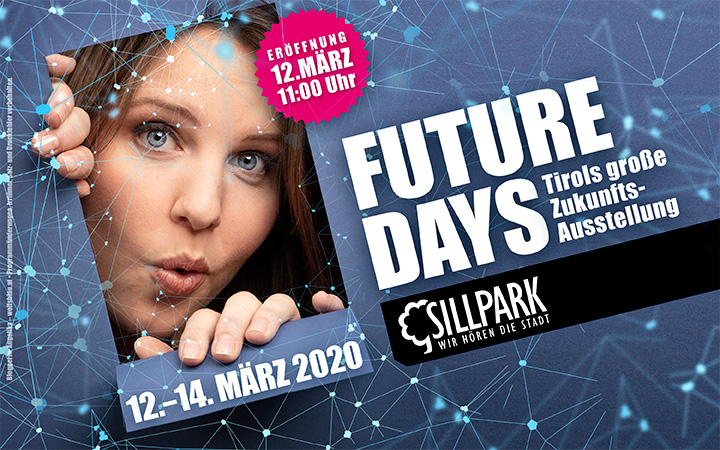 ERÖFFNUNG
12.MÄRZ
11:00 Uhr
FUTURE
DAYS
Tirols große
Zukunfts-
Ausstellung
SILLPARK
WIR HÖREN DIE STADT
12.–14. MÄRZ 2020